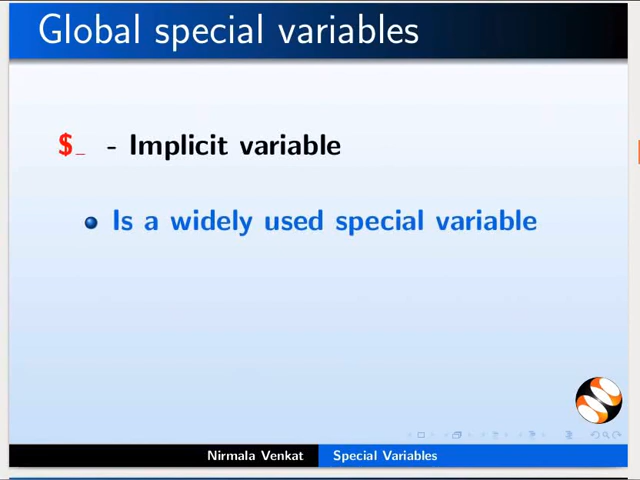 Global special variables
$_ - Implicit variable
Is a widely used special variable
Nirmala Venkat Special Variables